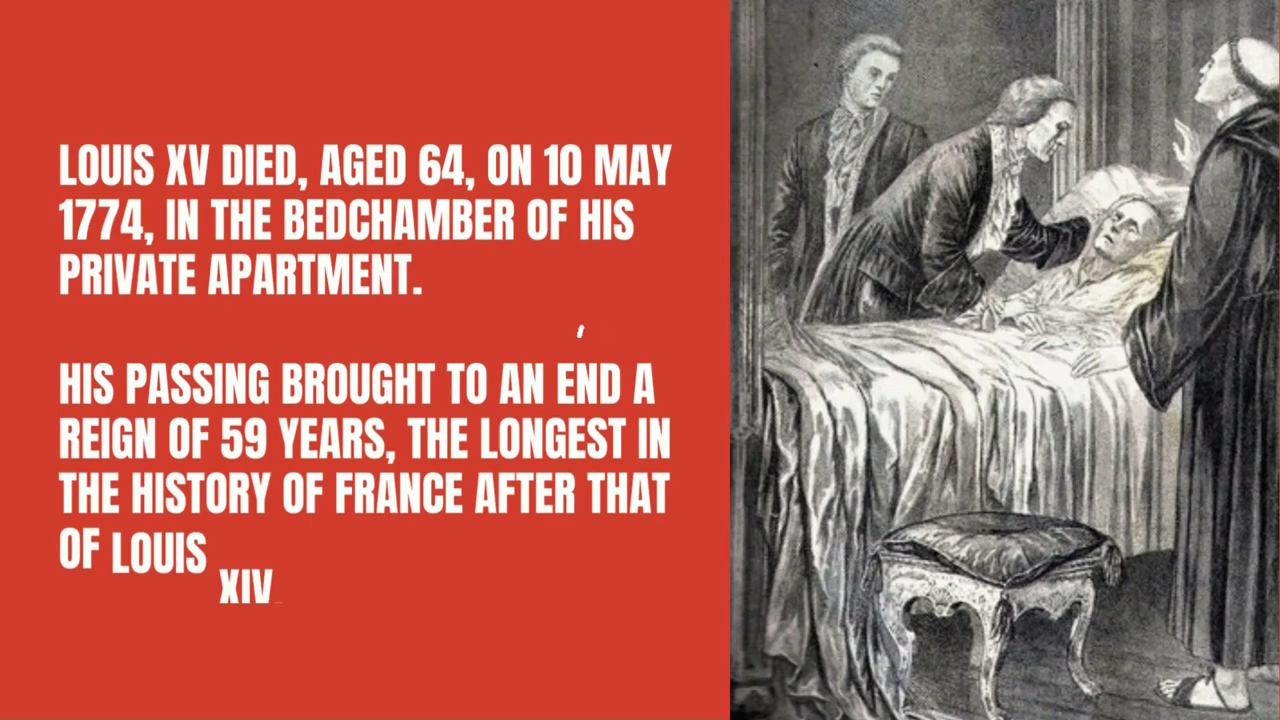 LOUIS XV DIED, AGED 64, ON 10 MAY
1774, IN THE BEDCHAMBER OF HIS
PRIVATE APARTMENT.
HIS PASSING BROUGHT TO AN END A
REIGN OF 59 YEARS, THE LONGEST IN
THE HISTORY OF FRANCE AFTER THAT
OF LOUIS XIV